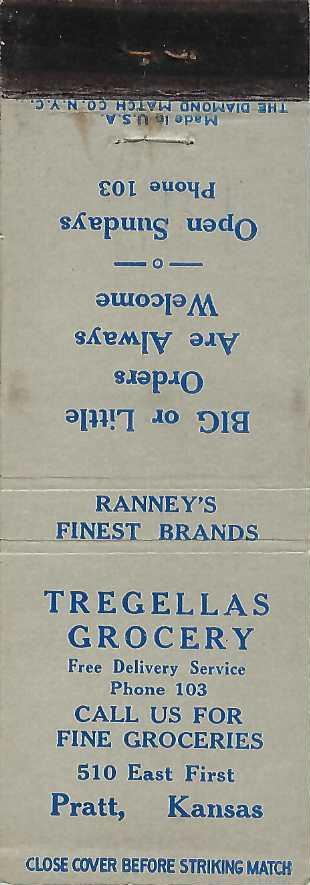 RANNEY'S
FINEST BRANDS
TREGELLAS
GROCERY
Free Delivery Service
Phone 103
CALL US FOR
FINE GROCERIES
510 East First
Pratt, Kansas
CLOSE COVER BEFORE STRIKING MATCH
BIG or Little
Orders
Are Always
Welcome
— o —
Open Sundays
Phone 103
Made in U.S.A.
THE DIAMOND MATCH CO. N.Y.C.